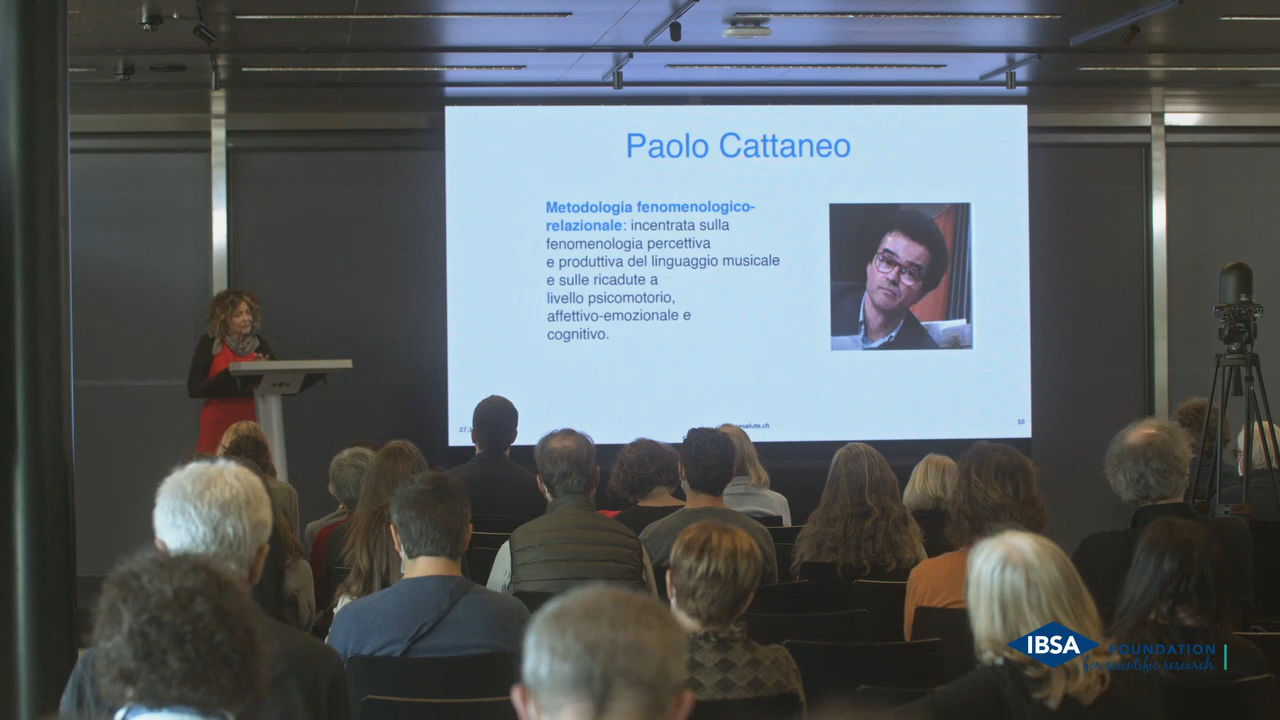 Paolo Cattaneo
Metodologia fenomenologico-
relazionale: incentrata sulla
fenomenologia percettiva
e produttiva del linguaggio musicale
e sulle ricadute a
livello psicomotorio,
affettivo-emozionale e
cognitivo.
10
IBSA FOUNDATION
for scientific research